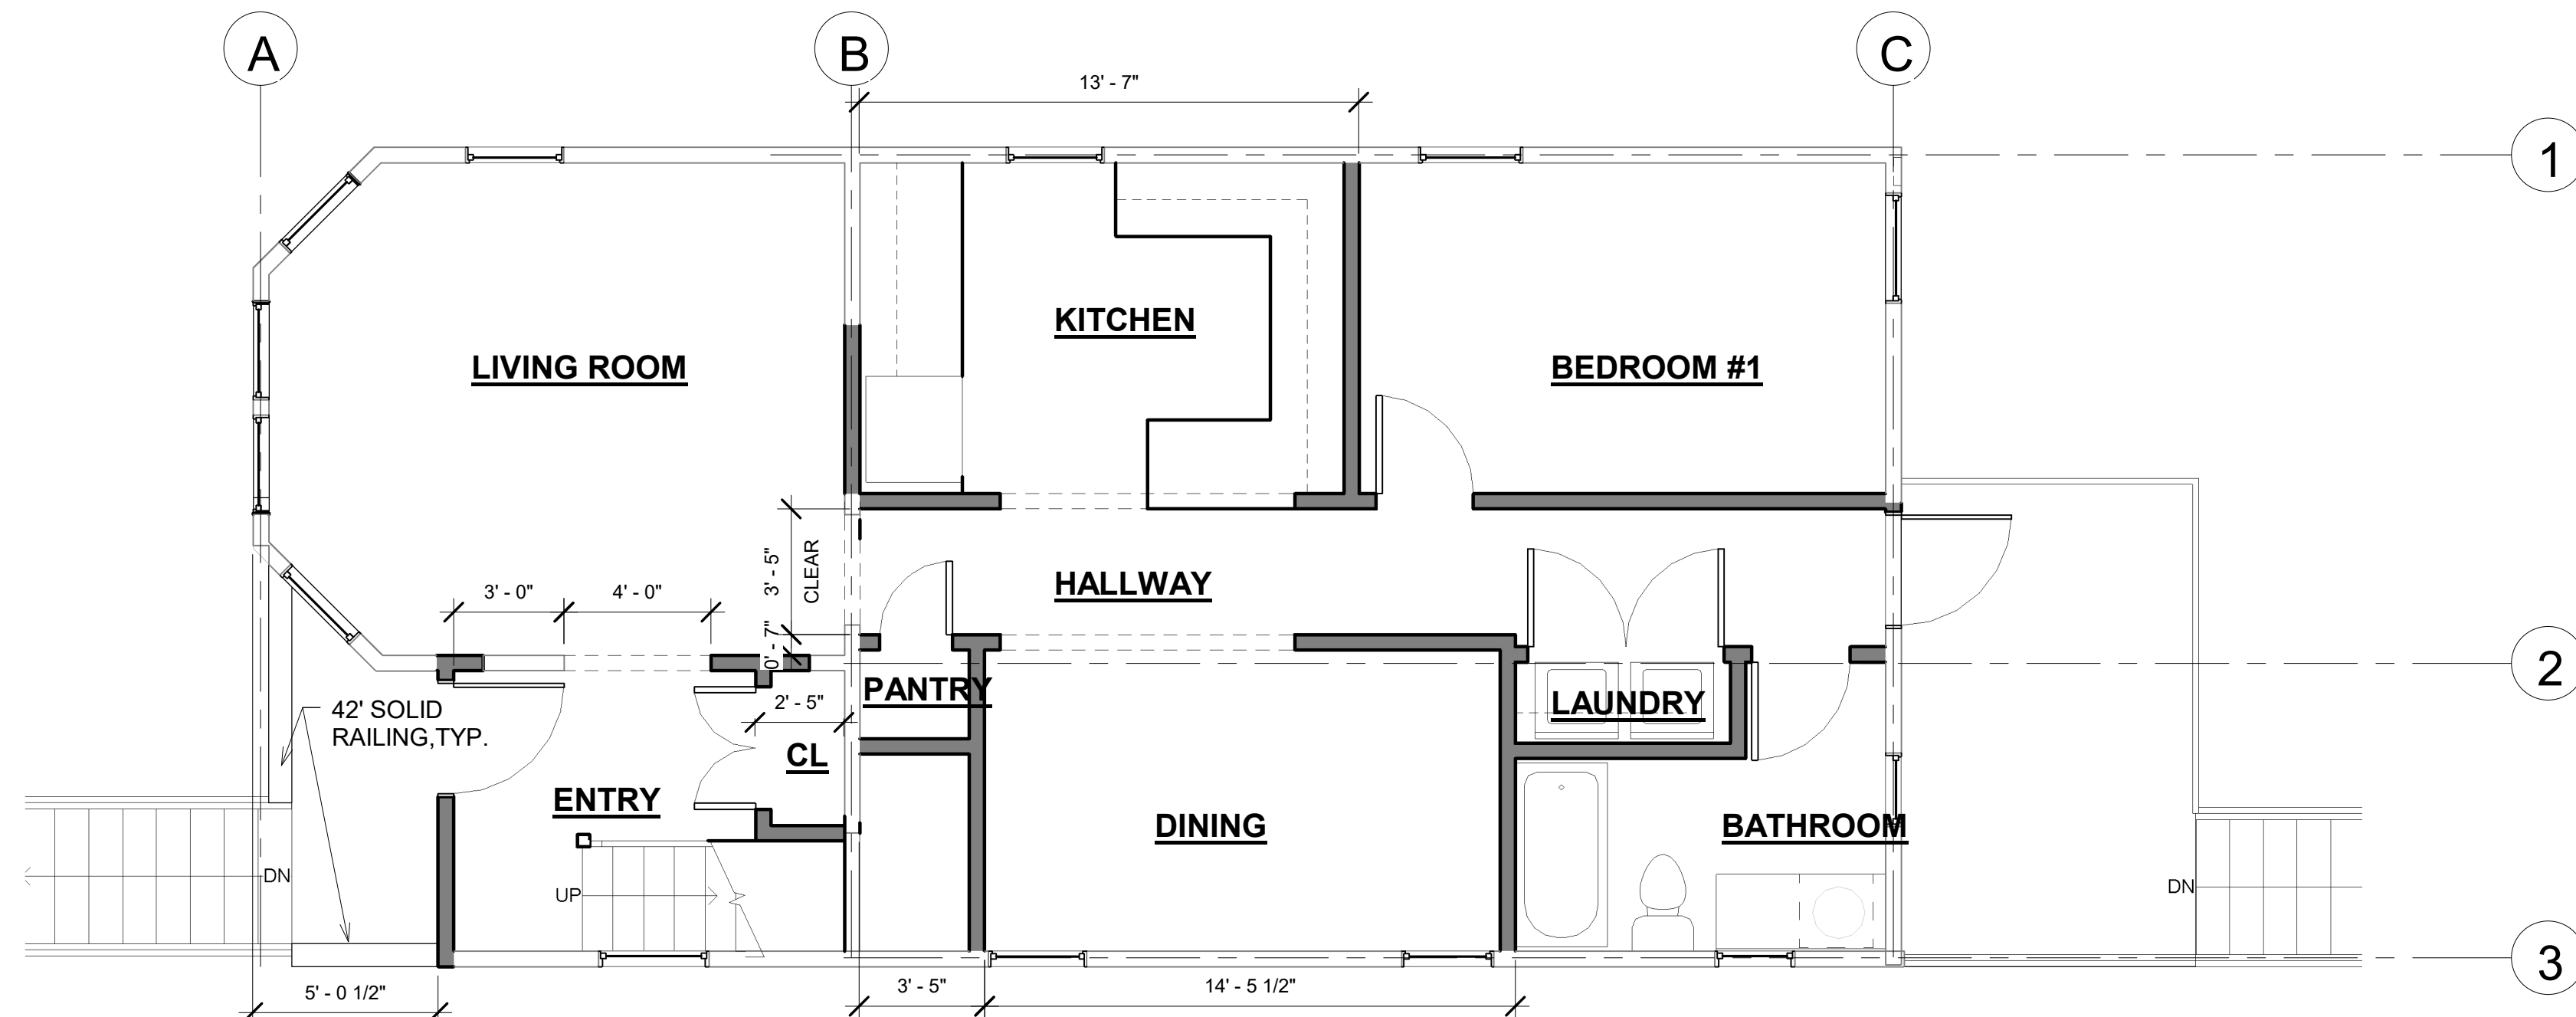 A
B
C
13' - 7"
1
KITCHEN
LIVING ROOM
BEDROOM #1
3' - 5"
CLEAR
HALLWAY
3' - 0"
4' - 0"
0' - 7"
2
PANTRY
2' - 5"
LAUNDRY
42' SOLID
RAILING,TYP.
CL
ENTRY
DINING
BATHROOM
DN
UP
DN
3
5' - 0 1/2"
3' - 5"
14' - 5 1/2"